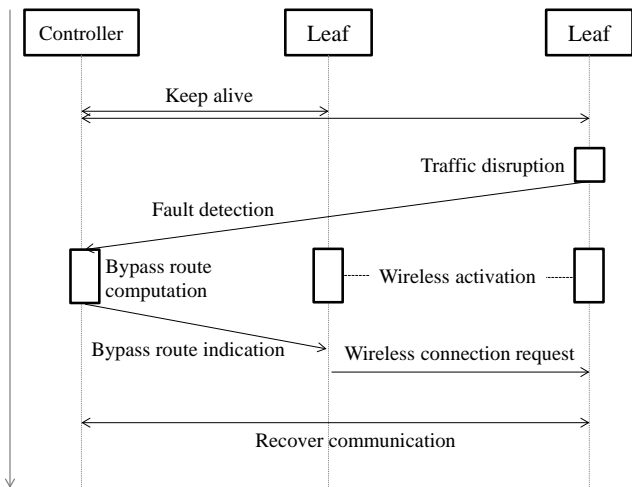 Controller
Leaf
Leaf
Keep alive
Traffic disruption
Fault detection
Bypass route
computation
Wireless activation
Bypass route indication
Wireless connection request
Recover communication